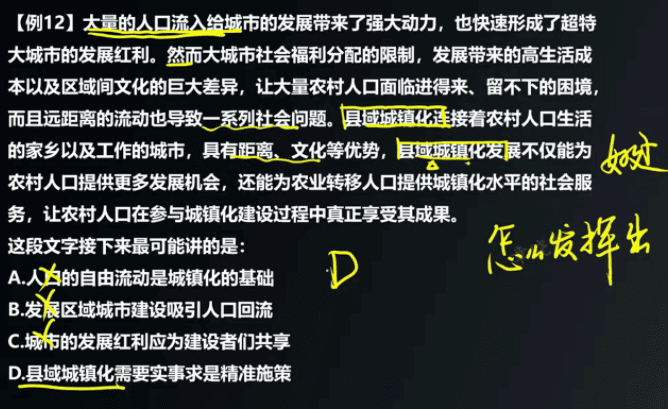 【例12】大量的人口流入给城市的发展带来了强大动力，也快速形成了超特
大城市的发展红利。然而大城市社会福利分配的限制，发展带来的高生活成
本以及区域间文化的巨大差异，让大量农村人口面临进得来、留不下的困境，
而且远距离的流动也导致一系列社会问题。县域城镇化连接着农村人口生活
的家乡以及工作的城市，具有距离、文化等优势，县域城镇化发展不仅能为
农村人口提供更多发展机会，还能为农业转移人口提供城镇化水平的社会服
务，让农村人口在参与城镇化建设过程中真正享受其成果。
好迹
怎么发挥出
这段文字接下来最可能讲的是：
A.人口的自由流动是城镇化的基础
B.发展区域城市建设吸引人口回流
C.城市的发展红利应为建设者们共享
D.县域城镇化需要实事求是精准施策
D